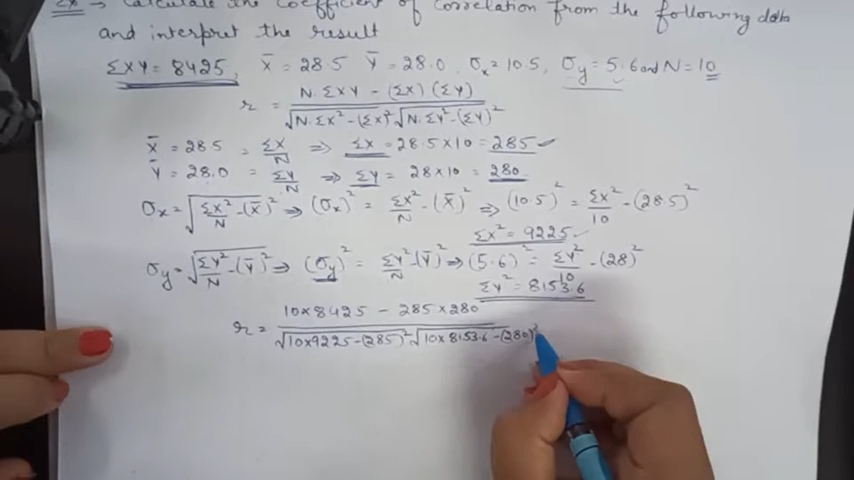 Ex → Calculate the Coefficient of Correlation from the following data
and interpret the result
ΣXY = 8425, X̄ = 28.5 Ȳ = 28.0, σx = 10.5, σy = 5.6 and N = 10
r = N·ΣXY - (ΣX) (ΣY) / √N·ΣX² - (ΣX)² √N·ΣY² - (ΣY)²
X̄ = 28.5 = ΣX/N ⇒ ΣX = 28.5 × 10 = 285
Ȳ = 28.0 = ΣY/N ⇒ ΣY = 28 × 10 = 280
σx = √ΣX²/N - (X̄)² ⇒ (σx)² = ΣX²/N - (X̄)² ⇒ (10.5)² = ΣX²/10 - (28.5)²
ΣX² = 9225
σy = √ΣY²/N - (Ȳ)² ⇒ (σy)² = ΣY²/N - (Ȳ)² ⇒ (5.6)² = ΣY²/10 - (28)²
ΣY² = 8153.6
r = 10×8425 - 285×280 / √10×9225 - (285)² √10×8153.6 - (280)²